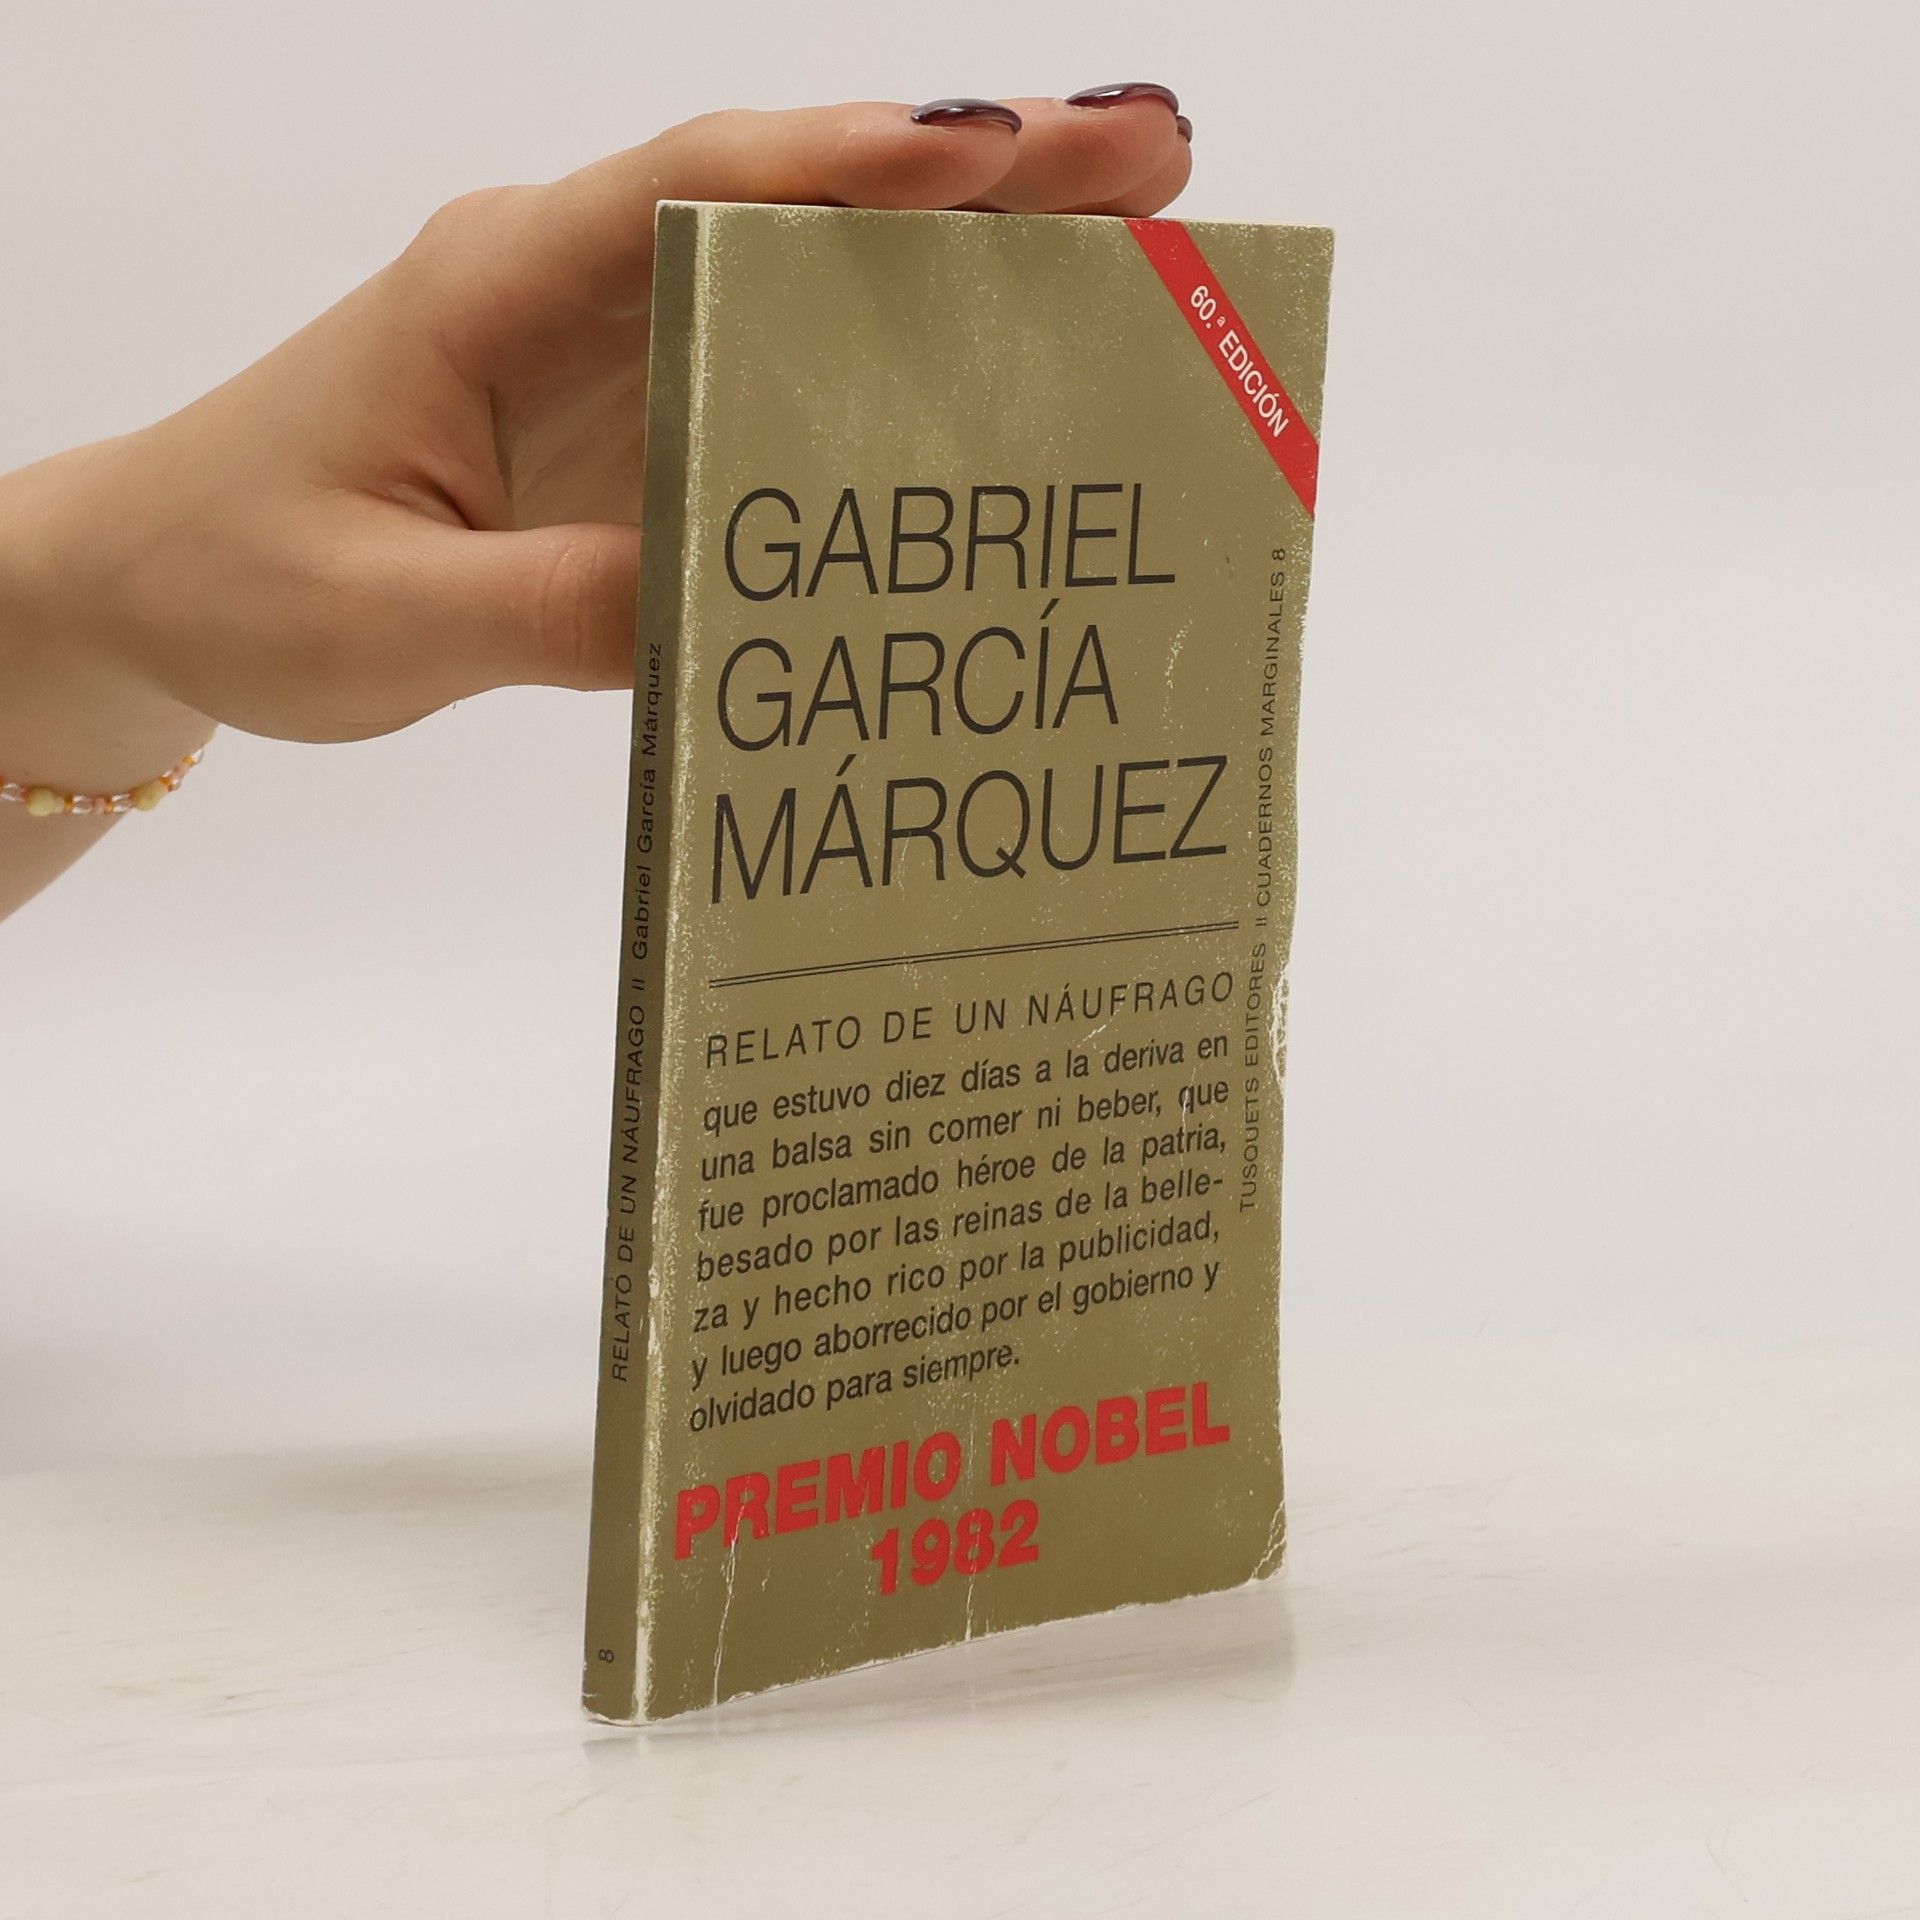 60.ª EDICIÓN
GABRIEL
GARCÍA
MÁRQUEZ
RELATO DE UN NÁUFRAGO
que estuvo diez días a la deriva en
una balsa sin comer ni beber, que
fue proclamado héroe de la patria,
besado por las reinas de la belle-
za y hecho rico por la publicidad,
y luego aborrecido por el gobierno y
olvidado para siempre.
PREMIO NOBEL
1982
TUSQUETS EDITORES II CUADERNOS MARGINALES 8
RELATO DE UN NÁUFRAGO II Gabriel García Márquez
8